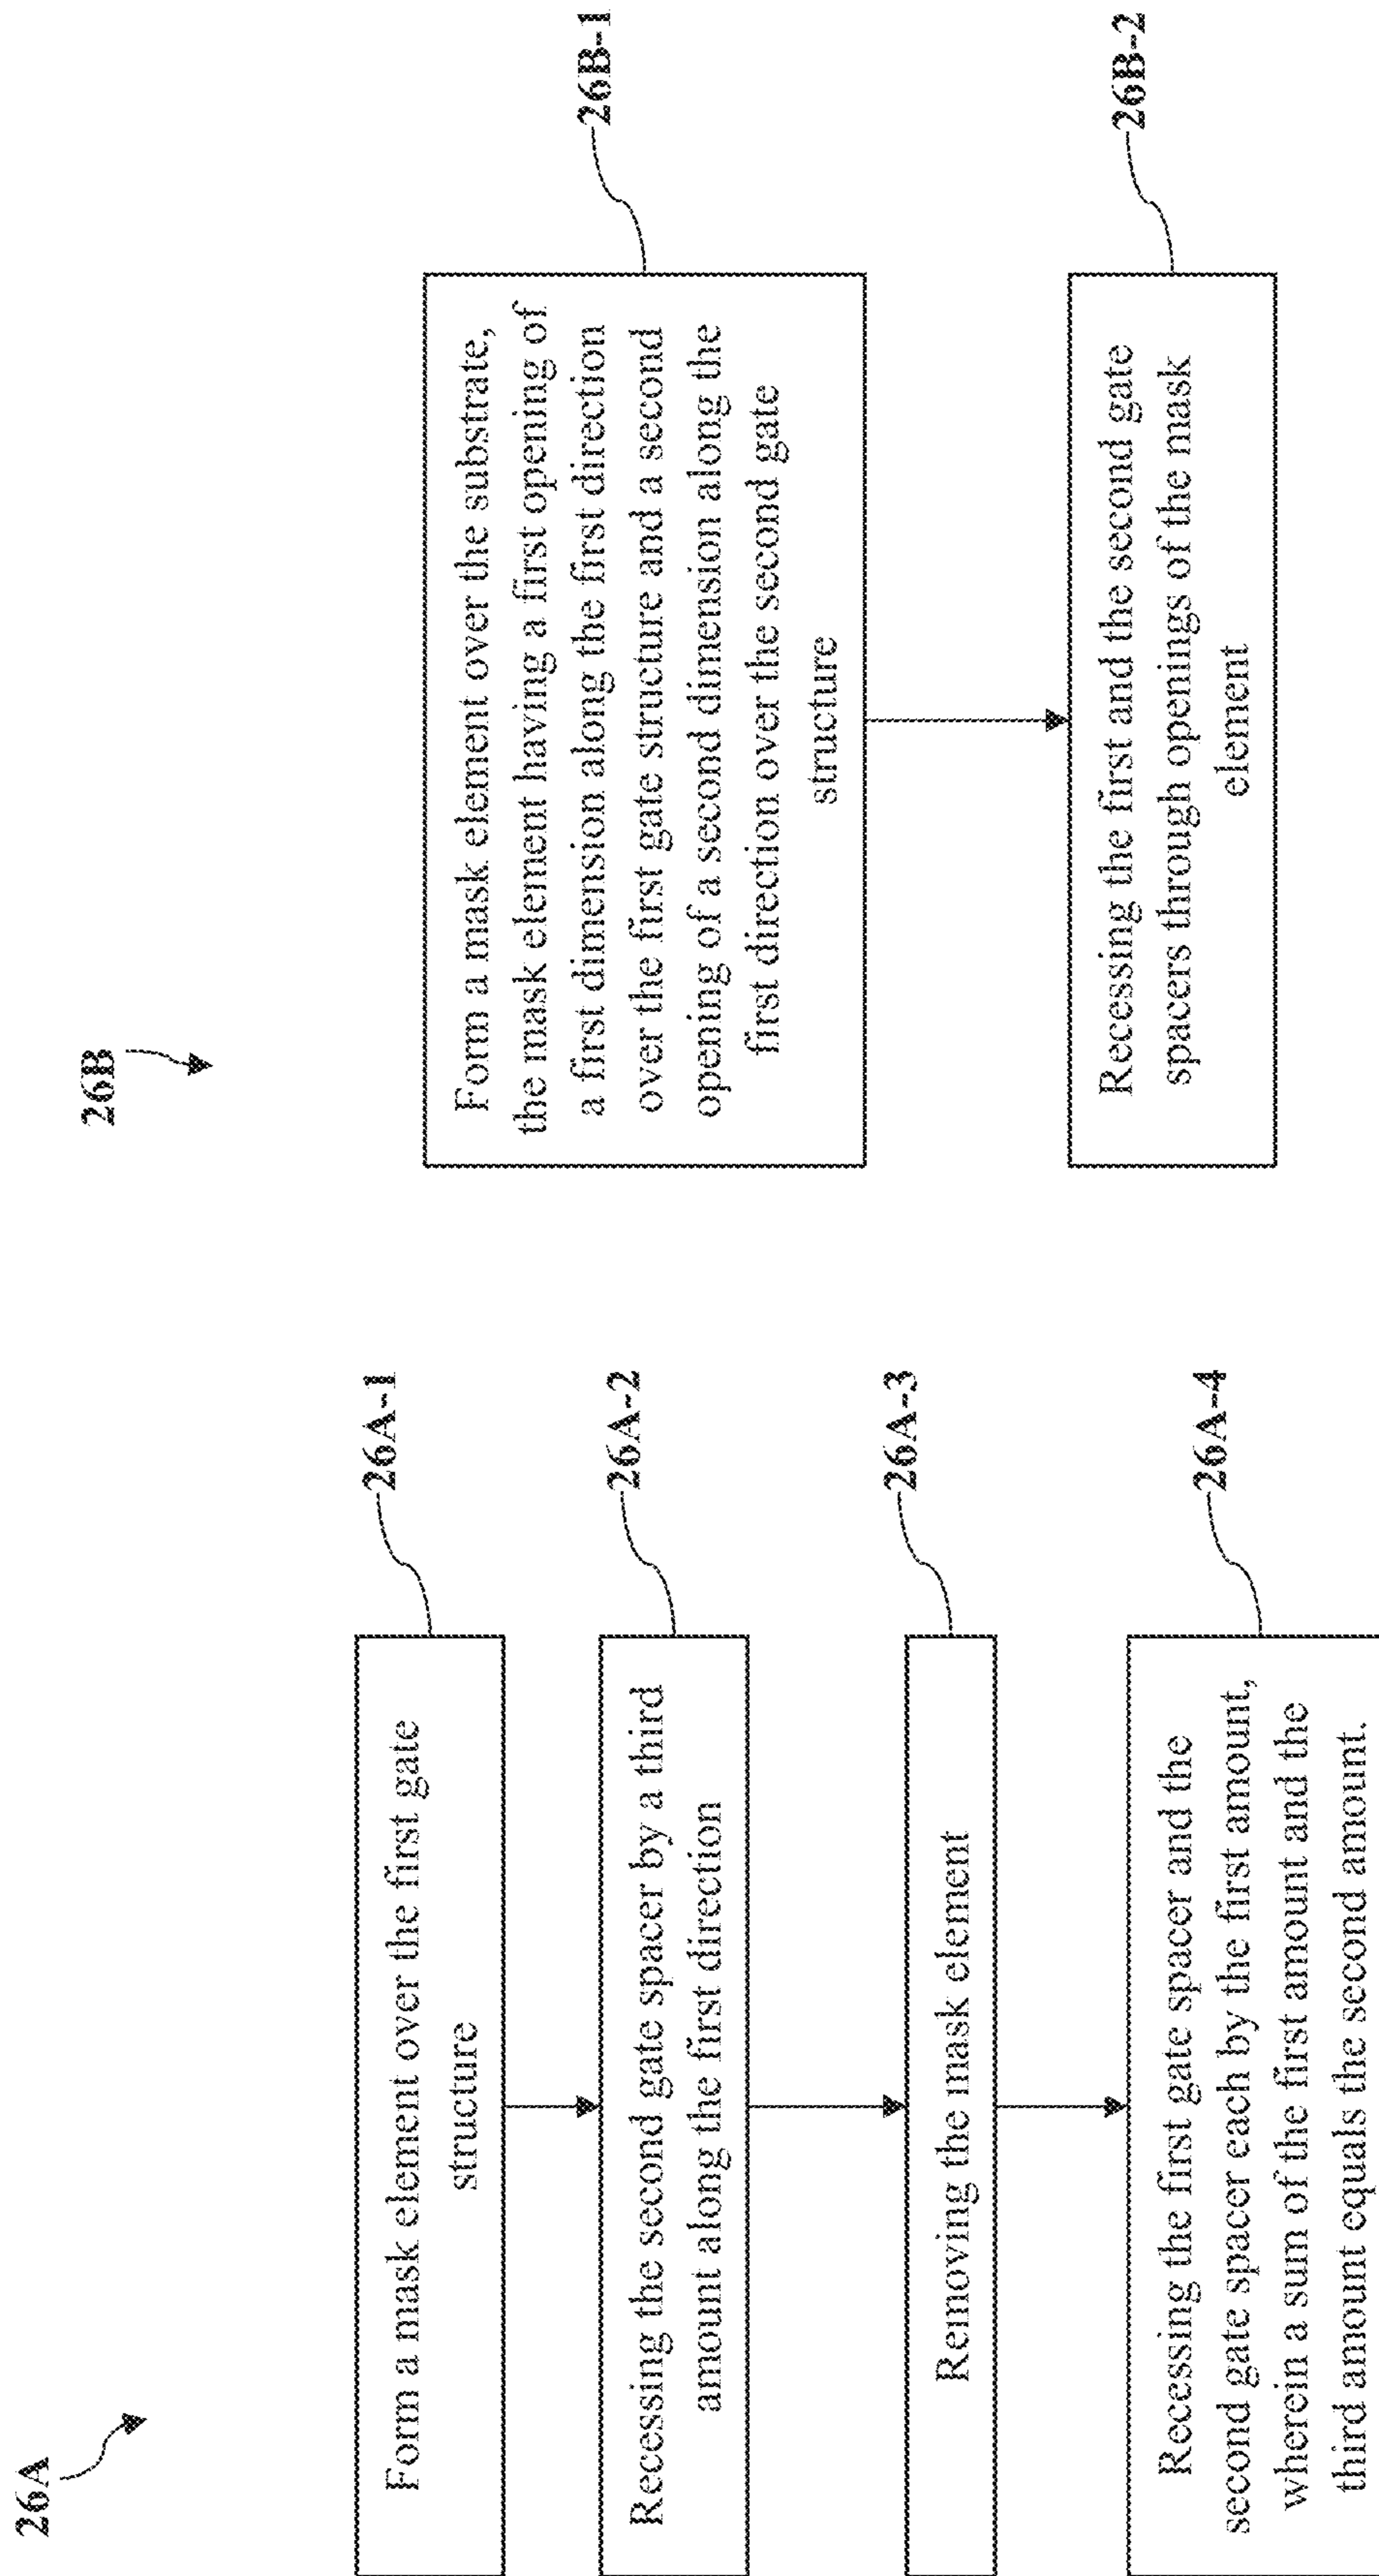 26A
Form a mask element over the first gate
structure
26A-1
Recessing the second gate spacer by a third
amount along the first direction
26A-2
Removing the mask element
26A-3
Recessing the first gate spacer and the
second gate spacer each by the first amount,
wherein a sum of the first amount and the
third amount equals the second amount.
26A-4
26B
Form a mask element over the substrate,
the mask element having a first opening of
a first dimension along the first direction
over the first gate structure and a second
opening of a second dimension along the
first direction over the second gate
structure
26B-1
Recessing the first and the second gate
spacers through openings of the mask
element
26B-2